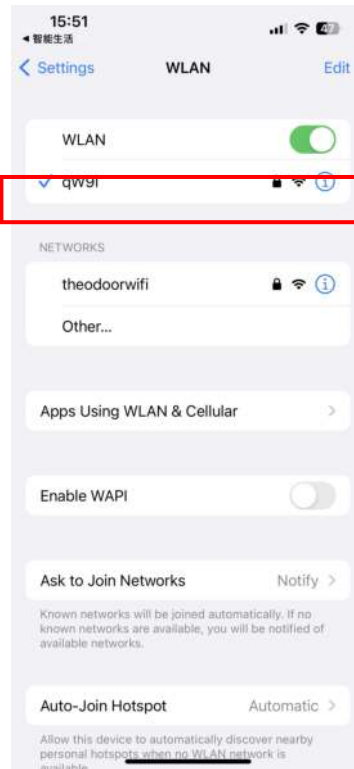 15:51
47
◀智能生活
Settings
WLAN
Edit
WLAN
qW9l
NETWORKS
theodoorwifi
Other...
Apps Using WLAN & Cellular
Enable WAPI
Ask to Join Networks
Notify
Known networks will be joined automatically. If no
known networks are available, you will be notified of
available networks.
Auto-Join Hotspot
Automatic
Allow this device to automatically discover nearby
personal hotspots when no WLAN network is
available.